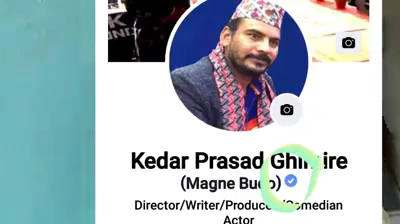 Kedar Prasad Ghimire
(Magne Budo)
Director/Writer/Producer/Comedian
Actor